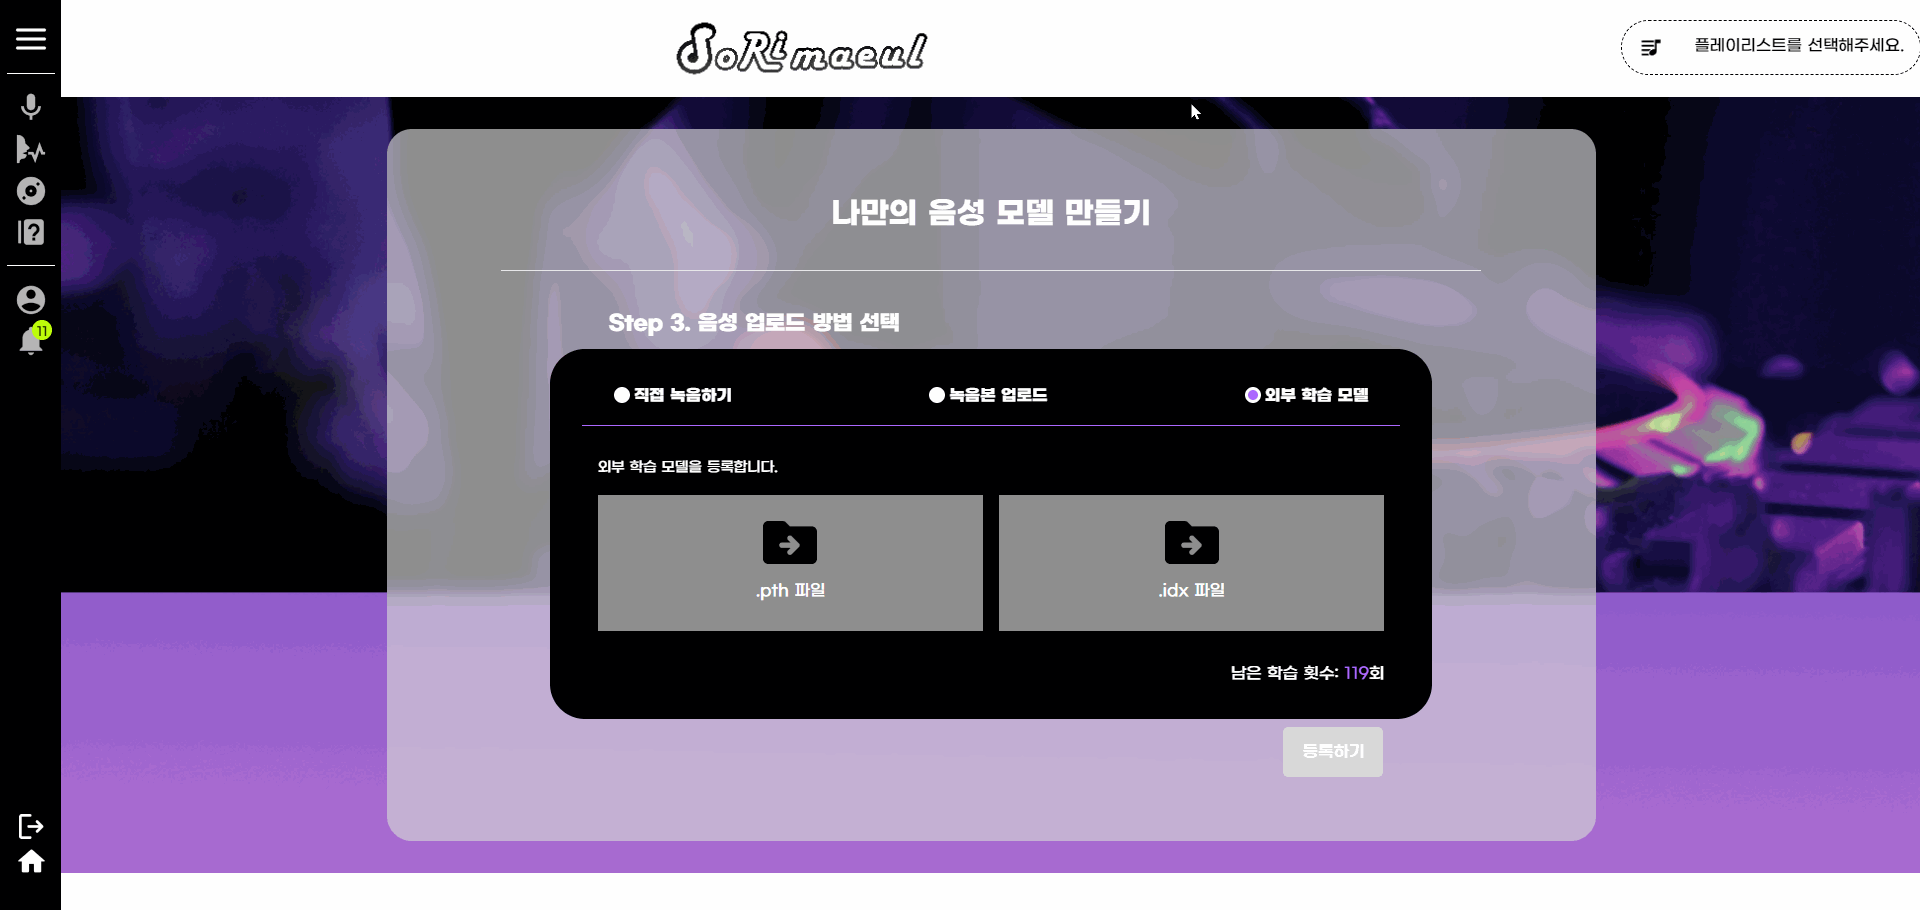 SoRimaeul
플레이리스트를 선택해주세요.
11
나만의 음성 모델 만들기
Step 3. 음성 업로드 방법 선택
직접 녹음하기
녹음본 업로드
외부 학습 모델
외부 학습 모델을 등록합니다.
.pth 파일
.idx 파일
남은 학습 횟수: 119회
등록하기